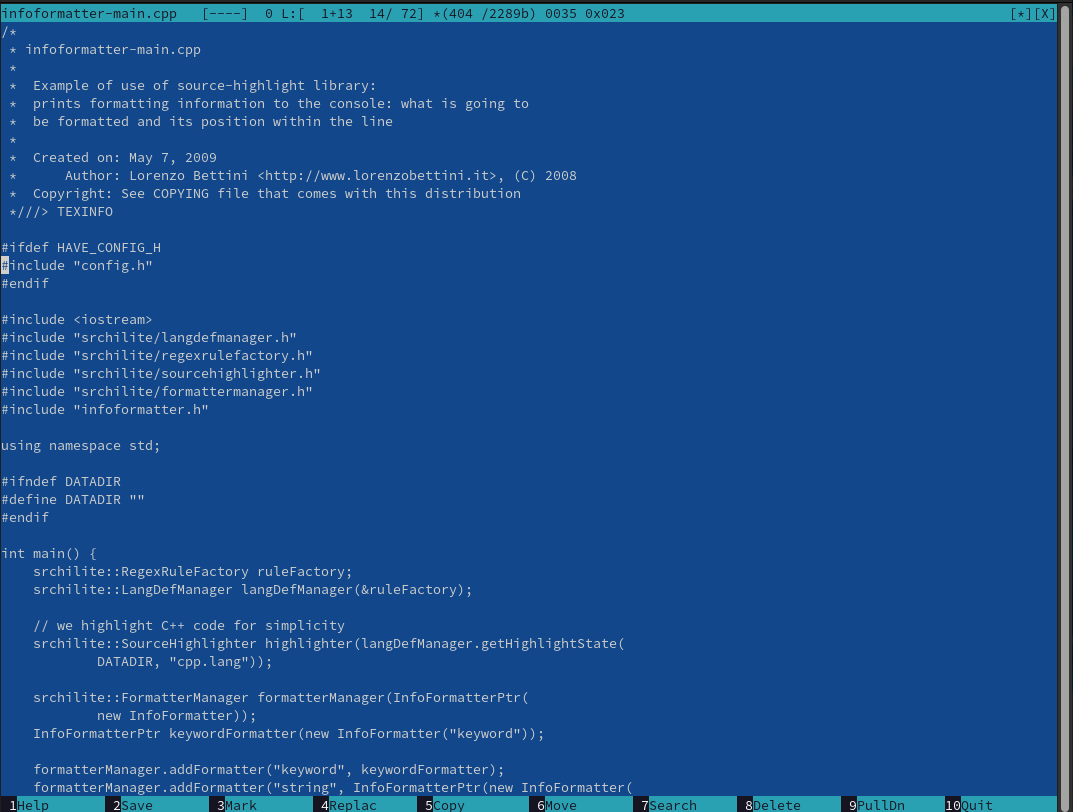 infoformatter-main.cpp   [----]  0 L:[  1+13  14/ 72] *(404 /2289b) 0035 0x023 [*][X]
/*
 * infoformatter-main.cpp
 *
 *  Example of use of source-highlight library:
 *  prints formatting information to the console: what is going to
 *  be formatted and its position within the line
 *
 *  Created on: May 7, 2009
 *      Author: Lorenzo Bettini <http://www.lorenzobettini.it>, (C) 2008
 *  Copyright: See COPYING file that comes with this distribution
 *///> TEXINFO

#ifdef HAVE_CONFIG_H
#include "config.h"
#endif

#include <iostream>
#include "srchilite/langdefmanager.h"
#include "srchilite/regexrulefactory.h"
#include "srchilite/sourcehighlighter.h"
#include "srchilite/formattermanager.h"
#include "infoformatter.h"

using namespace std;

#ifndef DATADIR
#define DATADIR ""
#endif

int main() {
    srchilite::RegexRuleFactory ruleFactory;
    srchilite::LangDefManager langDefManager(&ruleFactory);

    // we highlight C++ code for simplicity
    srchilite::SourceHighlighter highlighter(langDefManager.getHighlightState(
            DATADIR, "cpp.lang"));

    srchilite::FormatterManager formatterManager(InfoFormatterPtr(
            new InfoFormatter));
    InfoFormatterPtr keywordFormatter(new InfoFormatter("keyword"));

    formatterManager.addFormatter("keyword", keywordFormatter);
    formatterManager.addFormatter("string", InfoFormatterPtr(new InfoFormatter(
1Help 2Save 3Mark 4Replac 5Copy 6Move 7Search 8Delete 9PullDn 10Quit